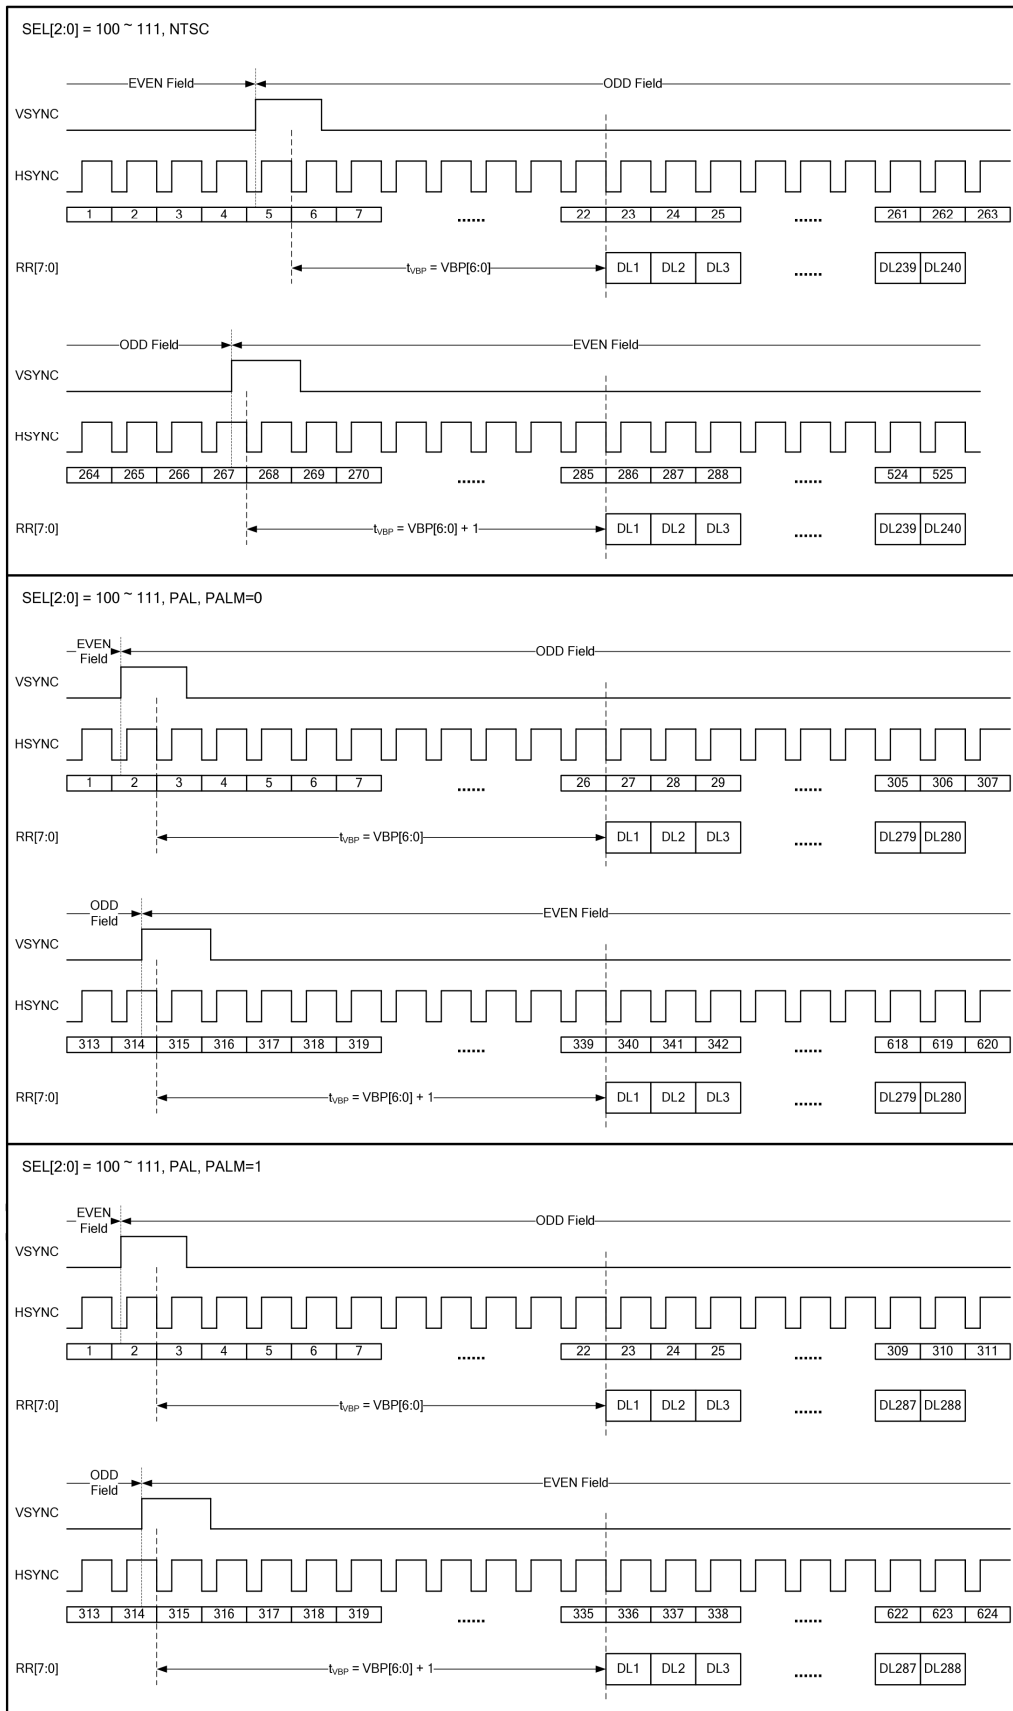 SEL[2:0] = 100 ~ 111, NTSC
EVEN Field ODD Field
VSYNC
HSYNC
1 2 3 4 5 6 7 ...... 22 23 24 25 ...... 261 262 263
RR[7:0] tVBP = VBP[6:0] DL1 DL2 DL3 ...... DL239 DL240
ODD Field EVEN Field
VSYNC
HSYNC
264 265 266 267 268 269 270 ...... 285 286 287 288 ...... 524 525
RR[7:0] tVBP = VBP[6:0] + 1 DL1 DL2 DL3 ...... DL239 DL240
SEL[2:0] = 100 ~ 111, PAL, PALM=0
EVEN
Field ODD Field
VSYNC
HSYNC
1 2 3 4 5 6 7 ...... 26 27 28 29 ...... 305 306 307
RR[7:0] tVBP = VBP[6:0] DL1 DL2 DL3 ...... DL279 DL280
ODD
Field EVEN Field
VSYNC
HSYNC
313 314 315 316 317 318 319 ...... 339 340 341 342 ...... 618 619 620
RR[7:0] tVBP = VBP[6:0] + 1 DL1 DL2 DL3 ...... DL279 DL280
SEL[2:0] = 100 ~ 111, PAL, PALM=1
EVEN
Field ODD Field
VSYNC
HSYNC
1 2 3 4 5 6 7 ...... 22 23 24 25 ...... 309 310 311
RR[7:0] tVBP = VBP[6:0] DL1 DL2 DL3 ...... DL287 DL288
ODD
Field EVEN Field
VSYNC
HSYNC
313 314 315 316 317 318 319 ...... 335 336 337 338 ...... 622 623 624
RR[7:0] tVBP = VBP[6:0] + 1 DL1 DL2 DL3 ...... DL287 DL288